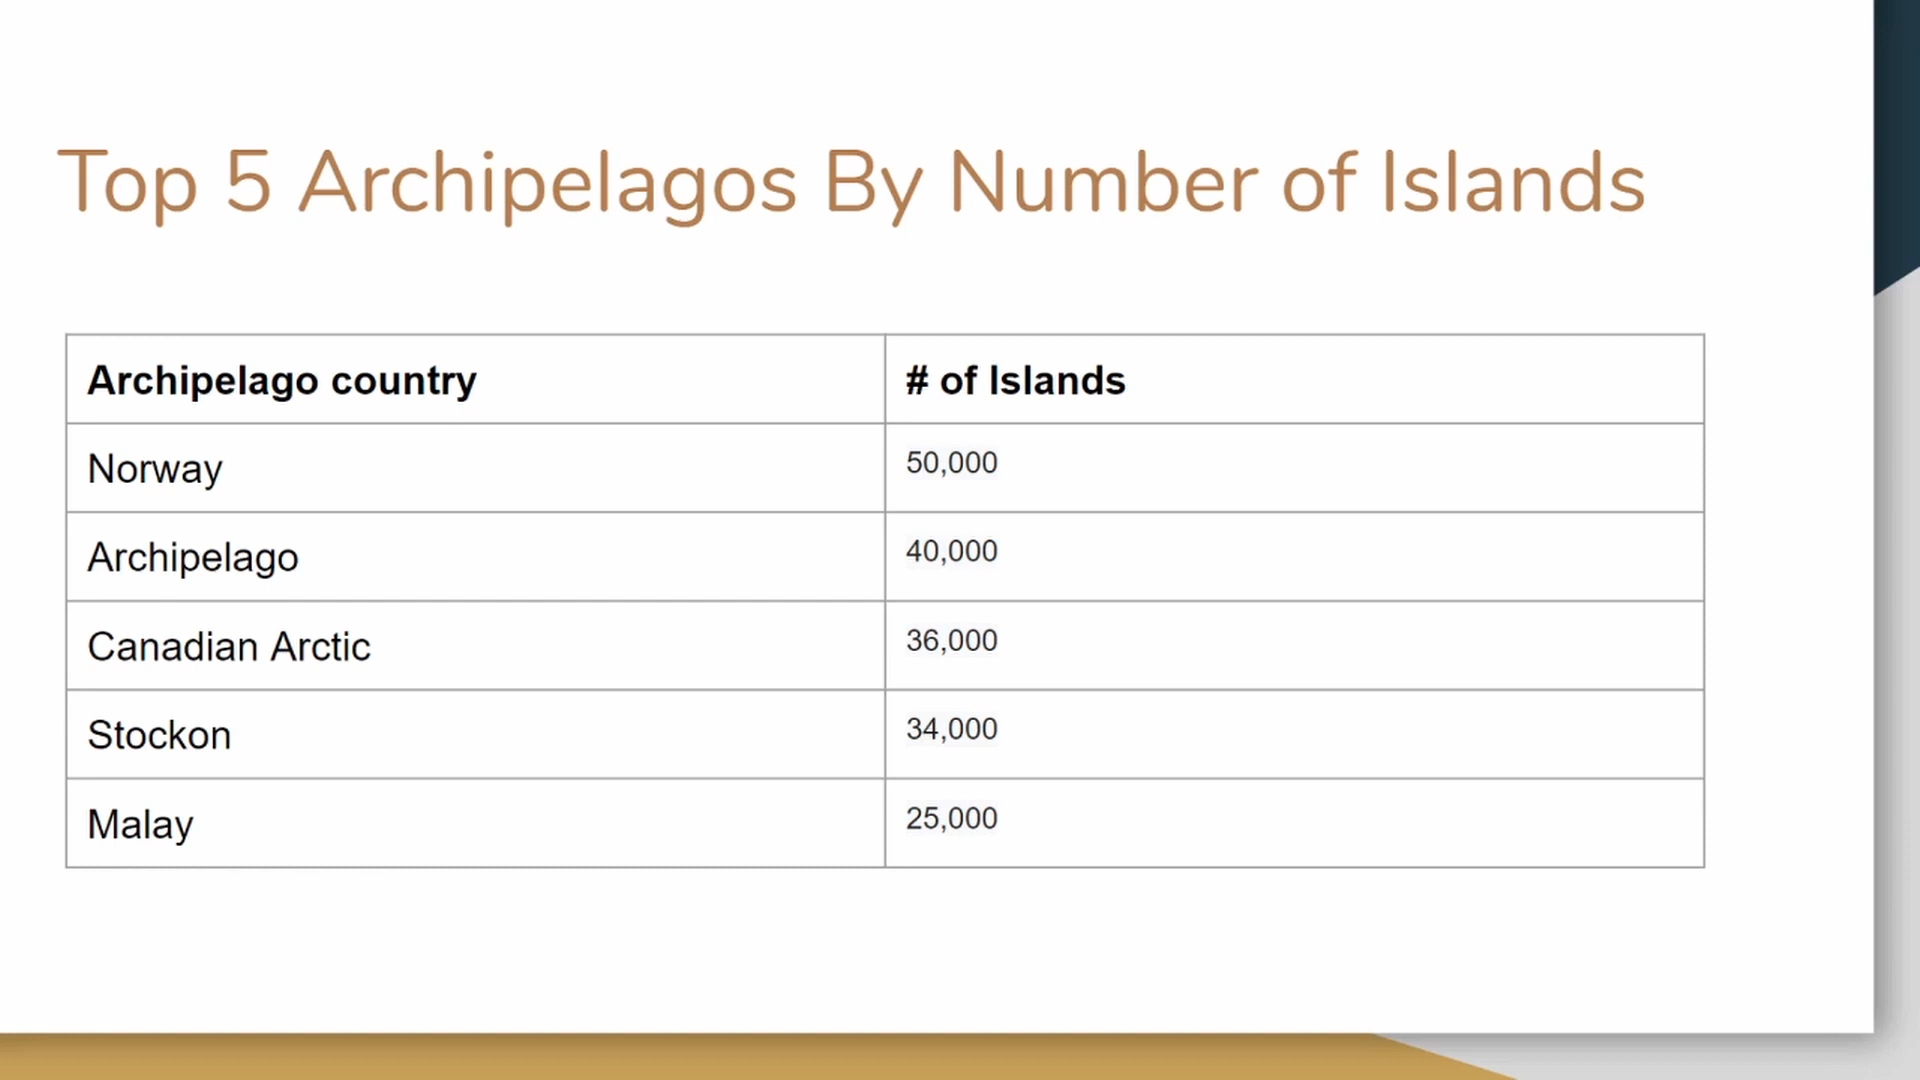 Top 5 Archipelagos By Number of Islands
Archipelago country # of Islands
Norway 50,000
Archipelago 40,000
Canadian Arctic 36,000
Stockon 34,000
Malay 25,000